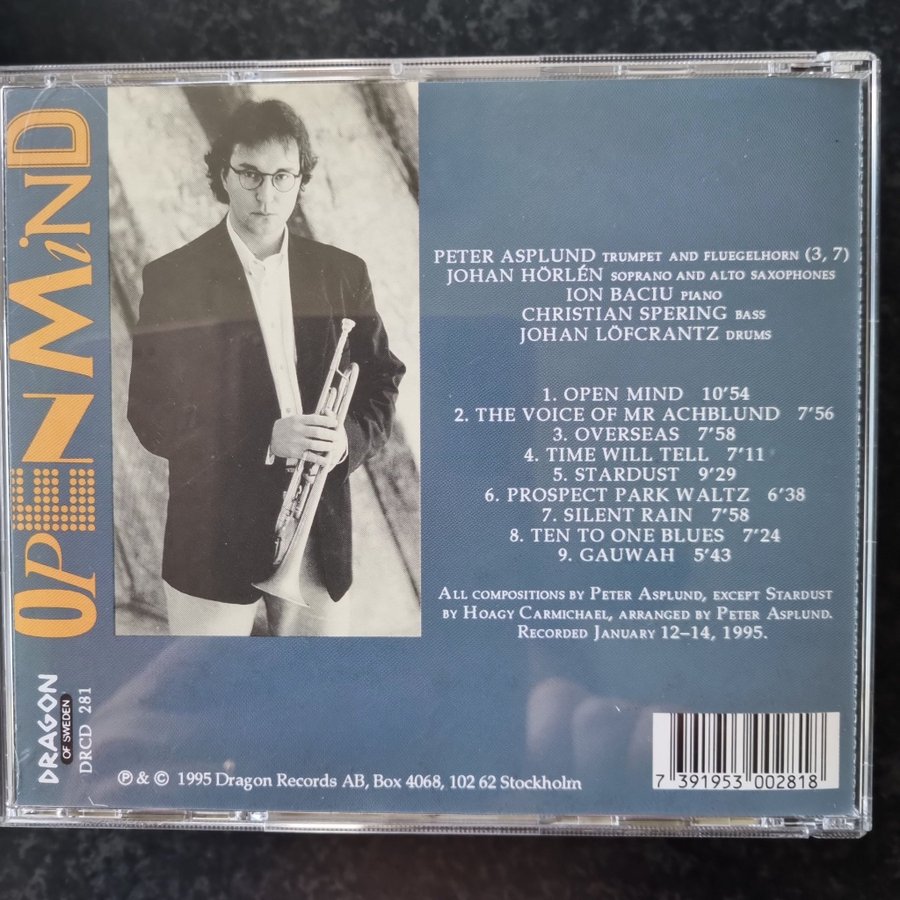 OPEN MiND
PETER ASPLUND TRUMPET AND FLUEGELHORN (3, 7)
JOHAN HÖRLÉN SOPRANO AND ALTO SAXOPHONES
ION BACIU PIANO
CHRISTIAN SPERING BASS
JOHAN LÖFCRANTZ DRUMS
1. OPEN MIND 10'54
2. THE VOICE OF MR ACHBLUND 7'56
3. OVERSEAS 7'58
4. TIME WILL TELL 7'11
5. STARDUST 9'29
6. PROSPECT PARK WALTZ 6'38
7. SILENT RAIN 7'58
8. TEN TO ONE BLUES 7'24
9. GAUWAH 5'43
ALL COMPOSITIONS BY PETER ASPLUND, EXCEPT STARDUST
BY HOAGY CARMICHAEL, ARRANGED BY PETER ASPLUND.
RECORDED JANUARY 12–14, 1995.
DRAGON
OF SWEDEN
DRCD 281
℗ & © 1995 Dragon Records AB, Box 4068, 102 62 Stockholm
7 391953 002818